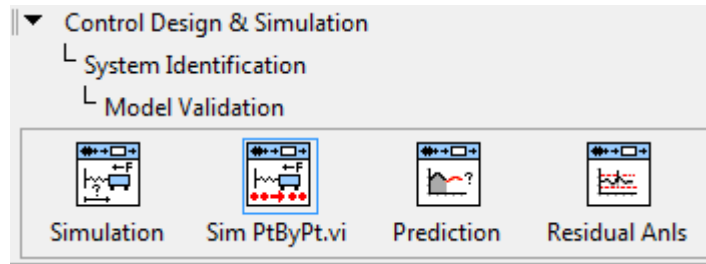 Control Design & Simulation
System Identification
Model Validation
Simulation Sim PtByPt.vi Prediction Residual Anls